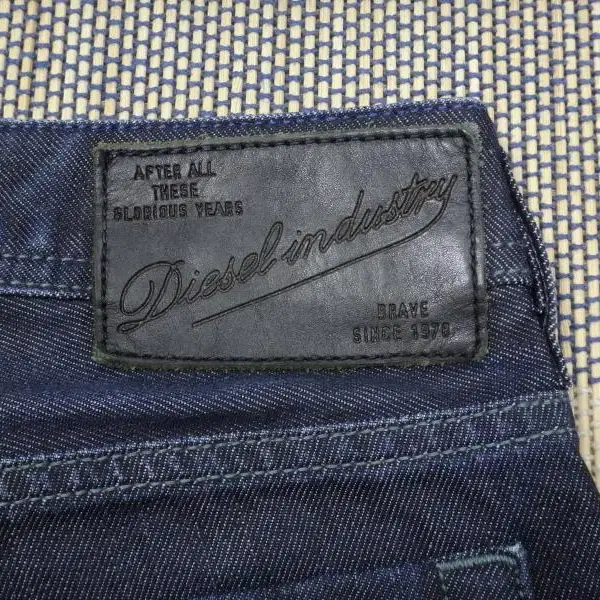 AFTER ALL
THESE
GLORIOUS YEARS
Diesel industry
BRAVE
SINCE 1978